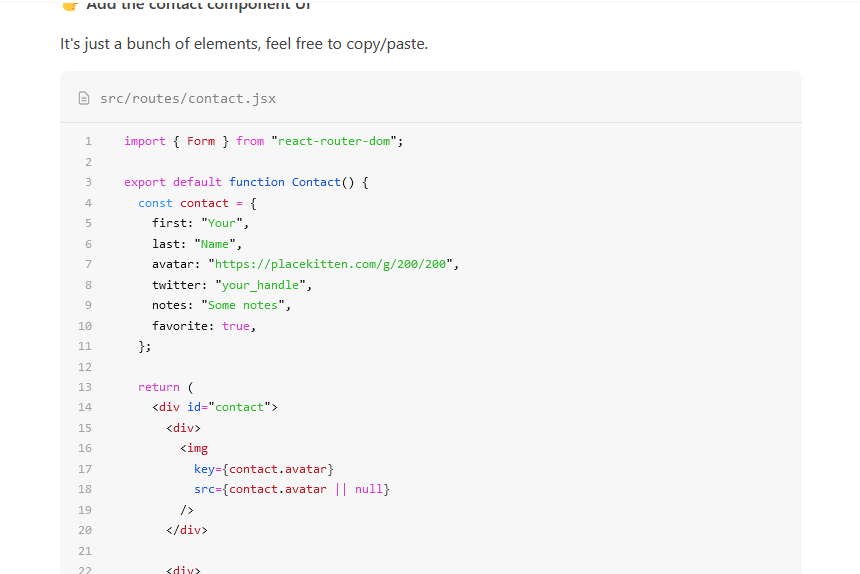 👉 Add the contact component UI
It's just a bunch of elements, feel free to copy/paste.
src/routes/contact.jsx
1 import { Form } from "react-router-dom";
2
3 export default function Contact() {
4   const contact = {
5     first: "Your",
6     last: "Name",
7     avatar: "https://placekitten.com/g/200/200",
8     twitter: "your_handle",
9     notes: "Some notes",
10     favorite: true,
11   };
12
13   return (
14     <div id="contact">
15       <div>
16         <img
17           key={contact.avatar}
18           src={contact.avatar || null}
19         />
20       </div>
21
22       <div>